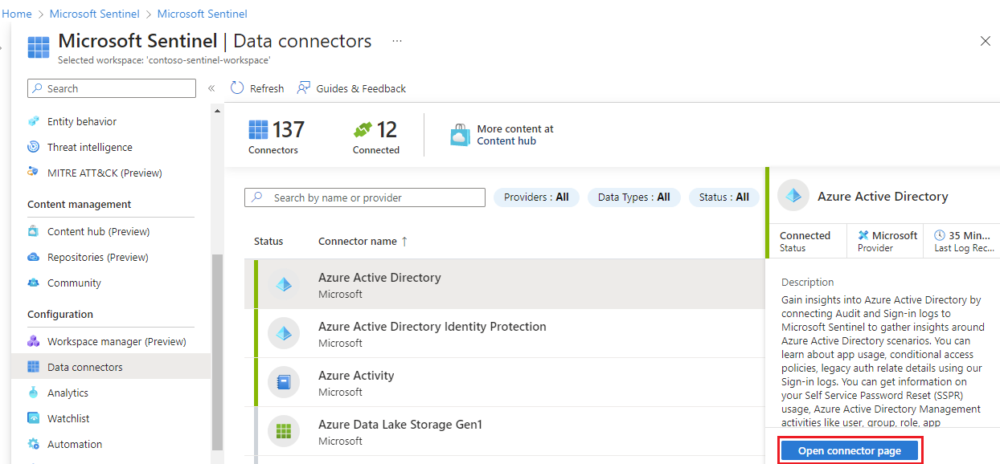 Home > Microsoft Sentinel > Microsoft Sentinel
Microsoft Sentinel | Data connectors ...
Selected workspace: 'contoso-sentinel-workspace'
Search
«
Refresh
Guides & Feedback
Entity behavior
Threat intelligence
MITRE ATT&CK (Preview)
Content management
Content hub (Preview)
Repositories (Preview)
Community
Configuration
Workspace manager (Preview)
Data connectors
Analytics
Watchlist
Automation
137
Connectors
12
Connected
More content at
Content hub
Search by name or provider
Providers : All
Data Types : All
Status : All
Status
Connector name ↑
Azure Active Directory
Microsoft
Azure Active Directory Identity Protection
Microsoft
Azure Activity
Microsoft
Azure Data Lake Storage Gen1
Microsoft
Azure Active Directory
Connected
Status
Microsoft
Provider
35 Min...
Last Log Rec...
Description
Gain insights into Azure Active Directory by
connecting Audit and Sign-in logs to
Microsoft Sentinel to gather insights around
Azure Active Directory scenarios. You can
learn about app usage, conditional access
policies, legacy auth relate details using our
Sign-in logs. You can get information on
your Self Service Password Reset (SSPR)
usage, Azure Active Directory Management
activities like user, group, role, app
Open connector page